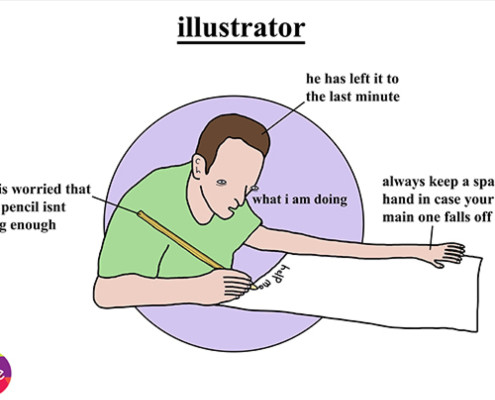 illustrator
he has left it to
the last minute
is worried that
pencil isnt
g enough
what i am doing
always keep a spa
hand in case your
main one falls off
help me
e